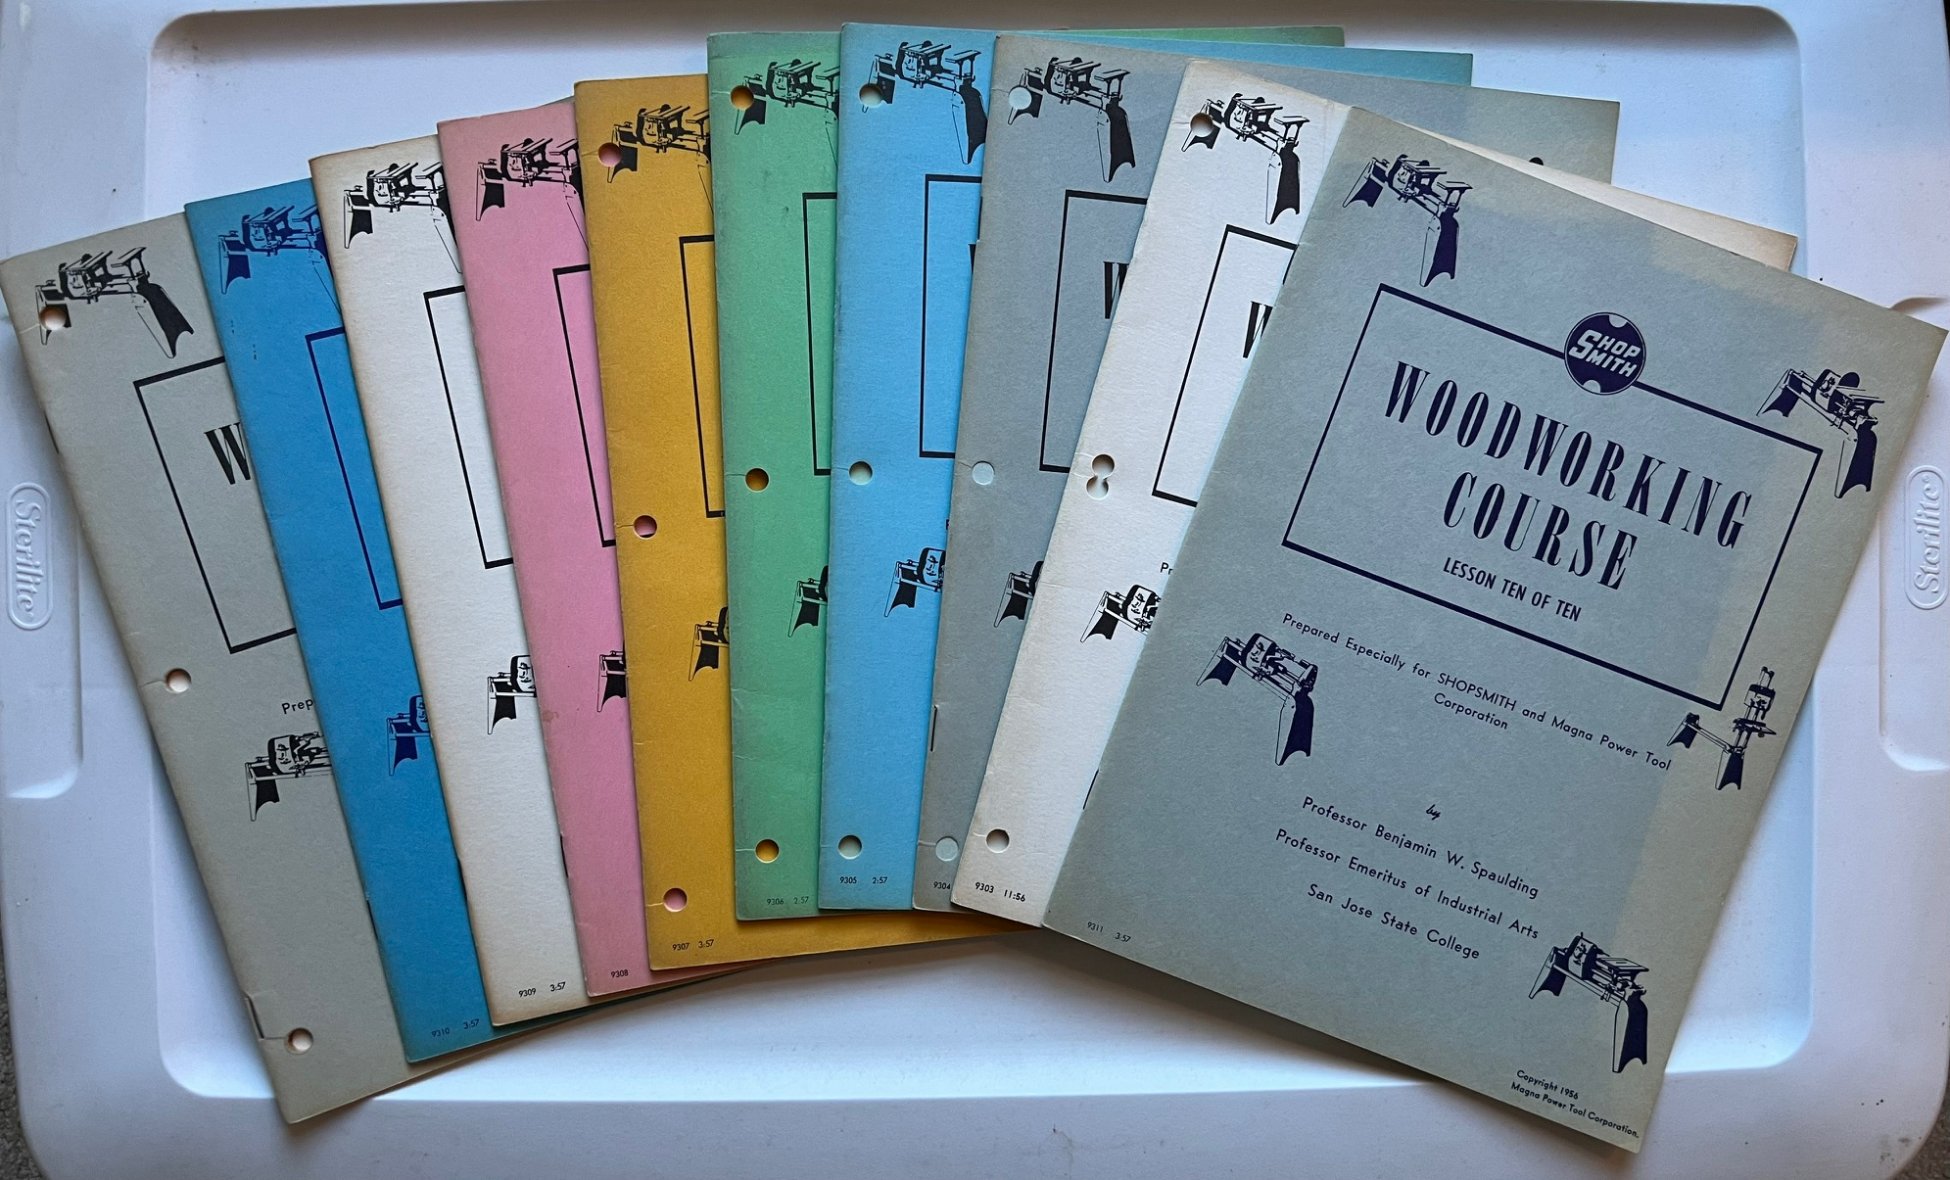 SHOP
SMITH
WOODWORKING
COURSE
LESSON TEN OF TEN
Prepared Especially for SHOPSMITH and Magna Power Tool
Corporation
by
Professor Benjamin W. Spaulding
Professor Emeritus of Industrial Arts
San Jose State College
9311 3:57
Copyright 1956
Magna Power Tool Corporation.
W
Prep
9310 3:57
9309 3:57
9308
9307 3:57
9306 2:57
9305 2:57
W
9304
W
Pr
9303 11:56
Sterilite®
Sterilite®